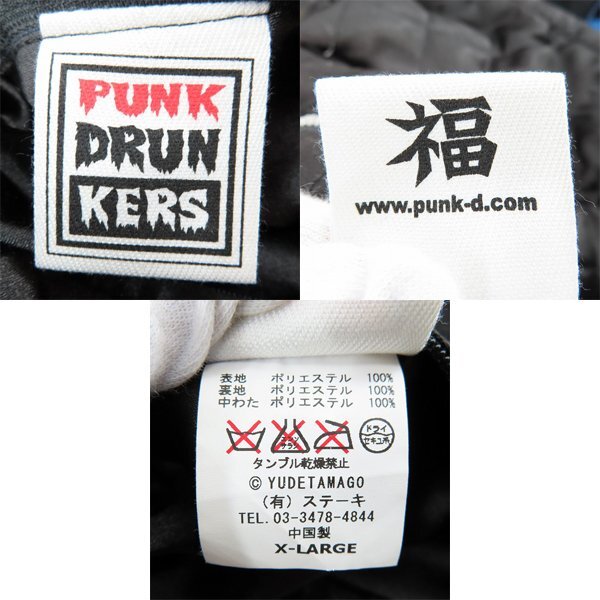 PUNK
DRUN
KERS
福
www.punk-d.com
表地 ポリエステル 100%
裏地 ポリエステル 100%
中わた ポリエステル 100%
ドライ
セキユ系
タンブル乾燥禁止
© YUDETAMAGO
(有) ステーキ
TEL. 03-3478-4844
中国製
X-LARGE